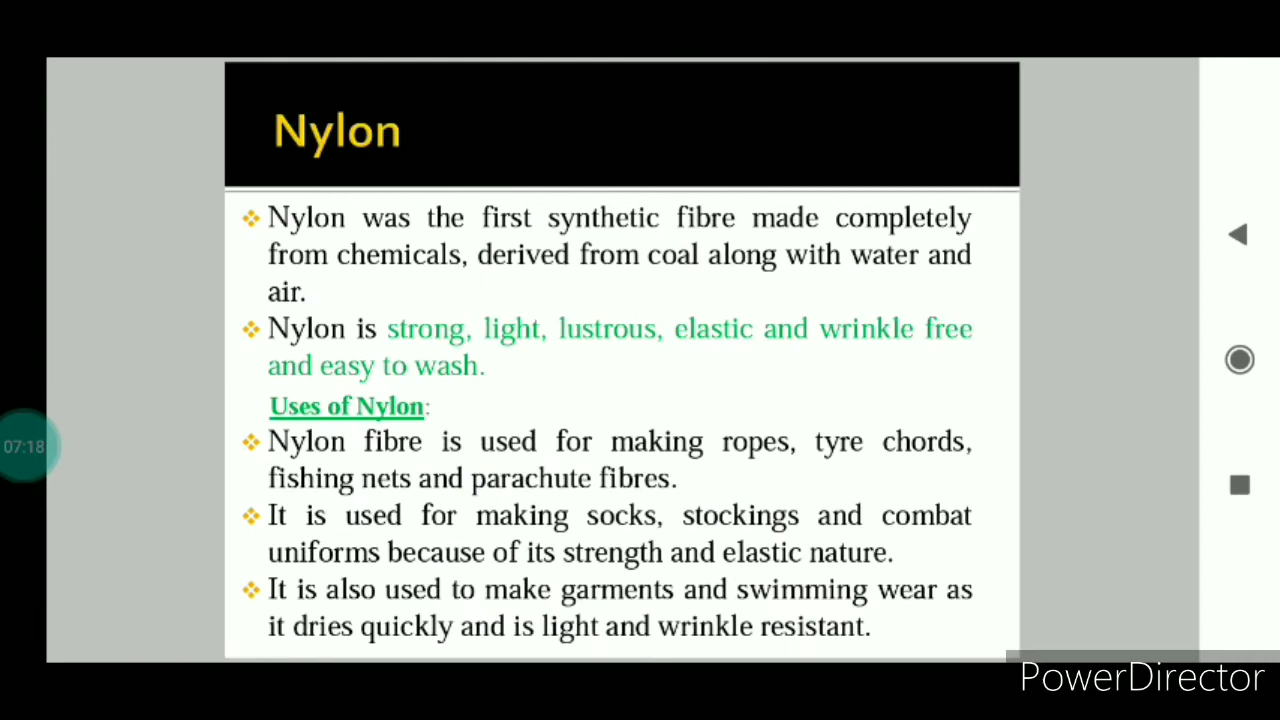 Nylon
❖ Nylon was the first synthetic fibre made completely
from chemicals, derived from coal along with water and
air.
❖ Nylon is strong, light, lustrous, elastic and wrinkle free
and easy to wash.
Uses of Nylon:
❖ Nylon fibre is used for making ropes, tyre chords,
fishing nets and parachute fibres.
❖ It is used for making socks, stockings and combat
uniforms because of its strength and elastic nature.
❖ It is also used to make garments and swimming wear as
it dries quickly and is light and wrinkle resistant.
07:18
PowerDirector